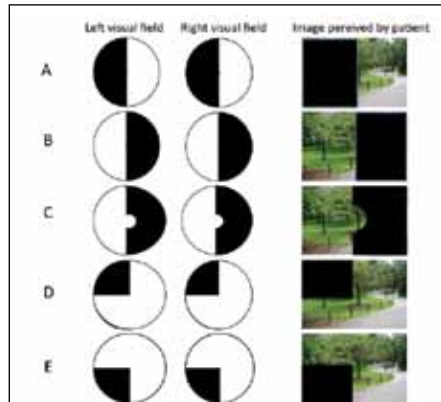 Left visual field Right visual field Image pereived by patient
A
B
C
D
E